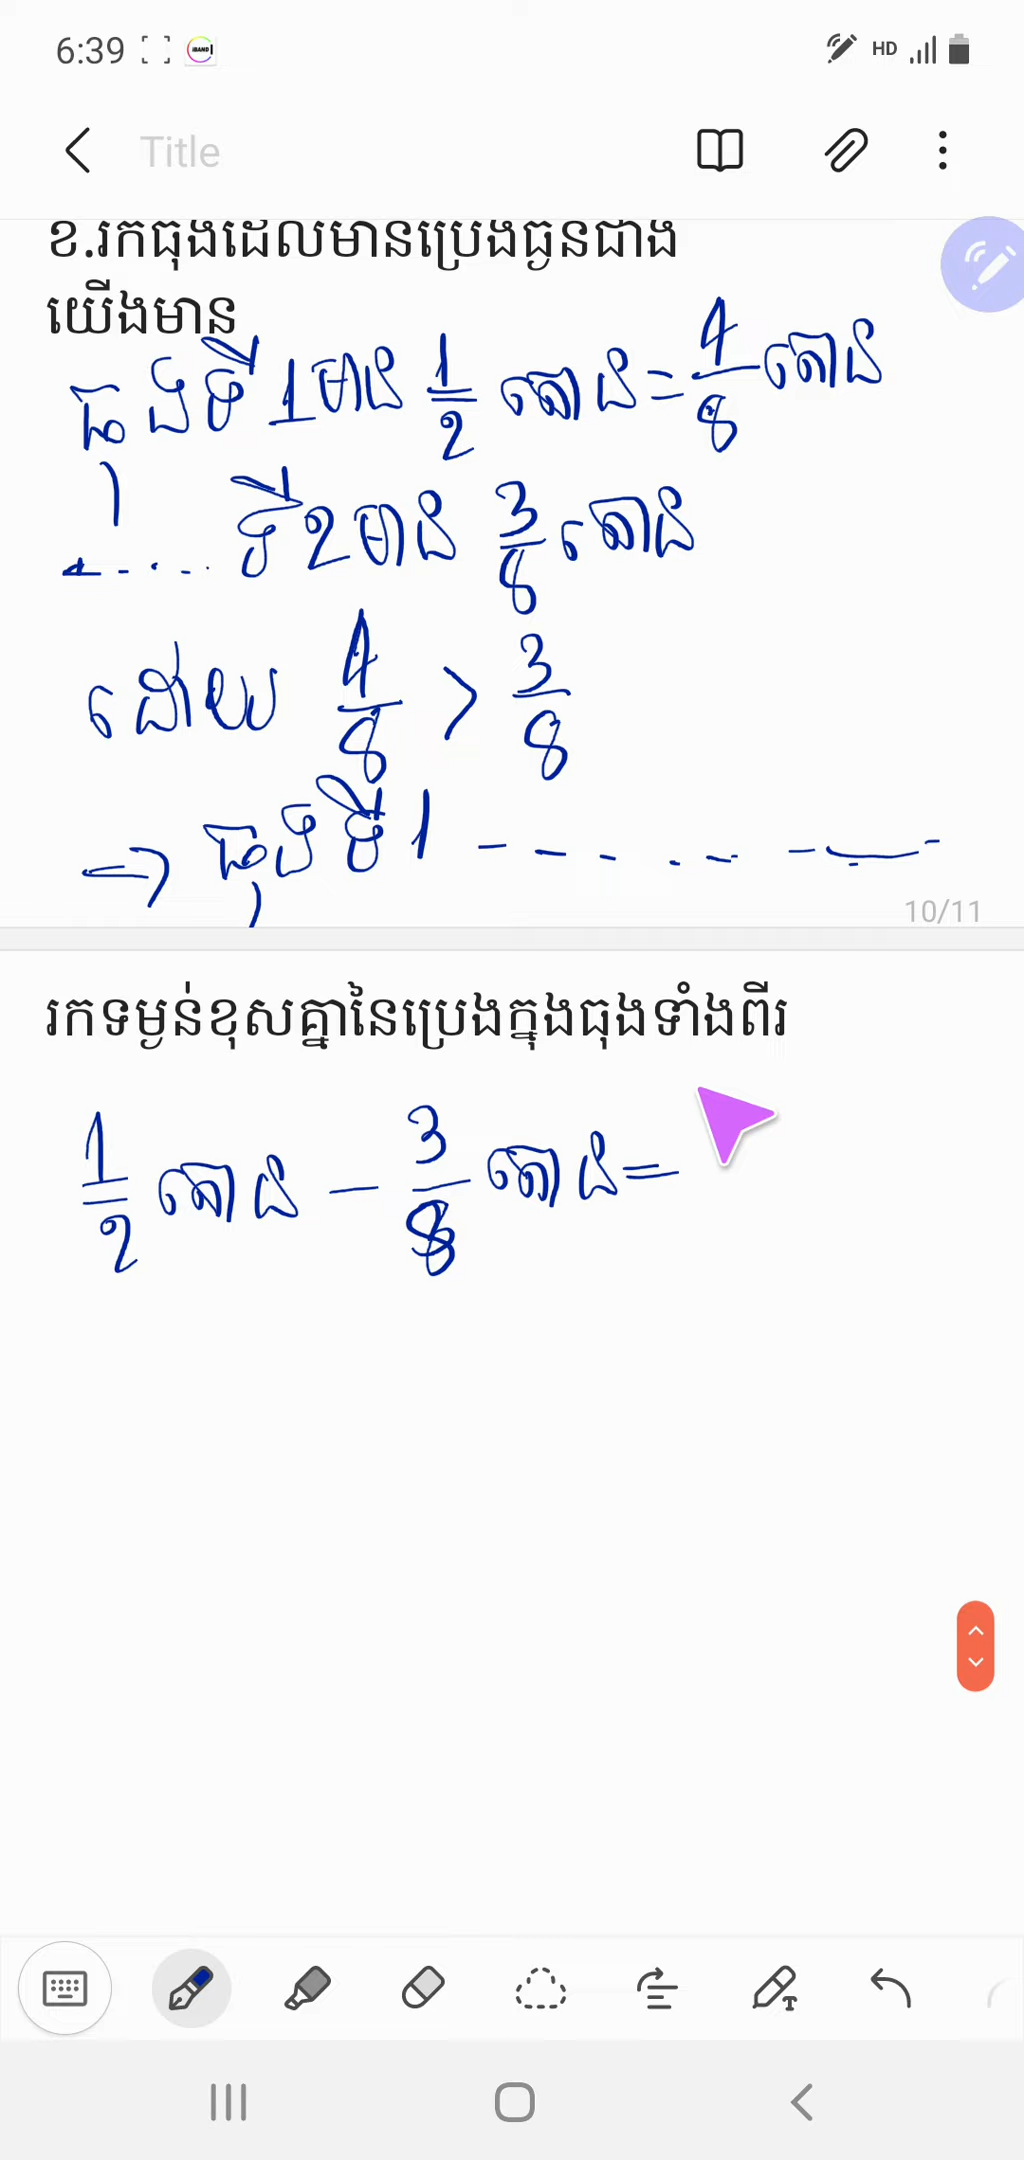 6:39 iBAND HD
Title
ខ.រកធុងដែលមានប្រេងធ្ងន់ជាង
យើងមាន
ធុងទី 1មាន 1/2 តោន = 4/8 តោន
.... ទី2មាន 3/8 តោន
ដោយ 4/8 > 3/8
=> ធុងទី 1 - - - - - - -
10/11
រកទម្ងន់ខុសគ្នានៃប្រេងក្នុងធុងទាំងពីរ
1/2 តោន - 3/8 តោន =